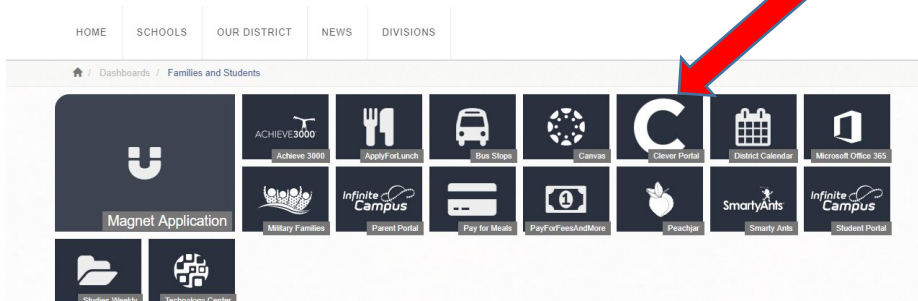 HOME SCHOOLS OUR DISTRICT NEWS DIVISIONS
/ Dashboards / Families and Students
ACHIEVE3000
Achieve 3000
ApplyForLunch
Bus Stops
Canvas
C
Clever Portal
District Calendar
Microsoft Office 365
Magnet Application
Military Families
Infinite Campus
Parent Portal
Pay for Meals
1
PayForFeesAndMore
Peachjar
SmartyAnts
Smarty Ants
Infinite Campus
Student Portal
Studies Weekly
Technology Center